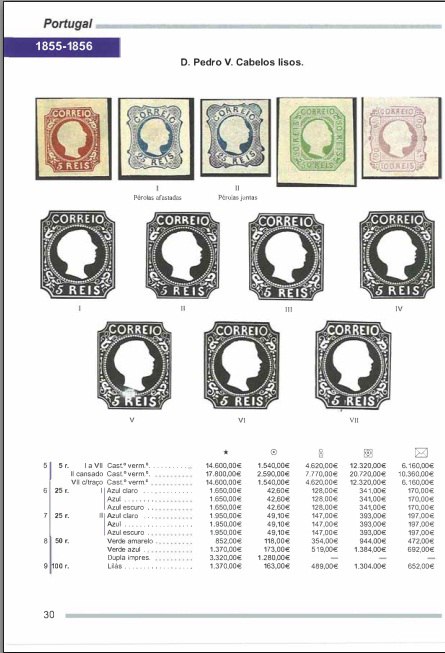 Portugal
1855-1856
D. Pedro V. Cabelos lisos.
CORREIO CORREIO CORREIO CORREIO CORREIO
5 REIS REIS REIS REIS REIS
I II
Pérolas afastadas Pérolas juntas
CORREIO CORREIO CORREIO CORREIO
5 REIS 5 REIS 5 REIS 5 REIS
I II III IV
CORREIO CORREIO CORREIO
5 REIS 5 REIS 5 REIS
V VI VII
5 5 r. I a VII Cast.º verm.º. 14.600,00€ 1.540,00€ 4.620,00€ 12.320,00€ 6.160,00€
II cansado Cast.º verm.º. 17.800,00€ 2.590,00€ 7.770,00€ 20.720,00€ 10.360,00€
VII c/traço Cast.º verm.º 14.600,00€ 1.540,00€ 4.620,00€ 12.320,00€ 6.160,00€
6 25 r. I Azul claro 1.650,00€ 42,60€ 128,00€ 341,00€ 170,00€
Azul 1.650,00€ 42,60€ 128,00€ 341,00€ 170,00€
Azul escuro 1.650,00€ 42,60€ 128,00€ 341,00€ 170,00€
7 25 r. II Azul claro 1.950,00€ 49,10€ 147,00€ 393,00€ 197,00€
Azul 1.950,00€ 49,10€ 147,00€ 393,00€ 197,00€
Azul escuro 1.950,00€ 49,10€ 147,00€ 393,00€ 197,00€
8 50 r. Verde amarelo 852,00€ 118,00€ 354,00€ 944,00€ 472,00€
Verde azul 1.370,00€ 173,00€ 519,00€ 1.384,00€ 692,00€
Dupla impres. 3.320,00€ 1.280,00€ — — —
9 100 r. Lilás 1.370,00€ 163,00€ 489,00€ 1.304,00€ 652,00€
30